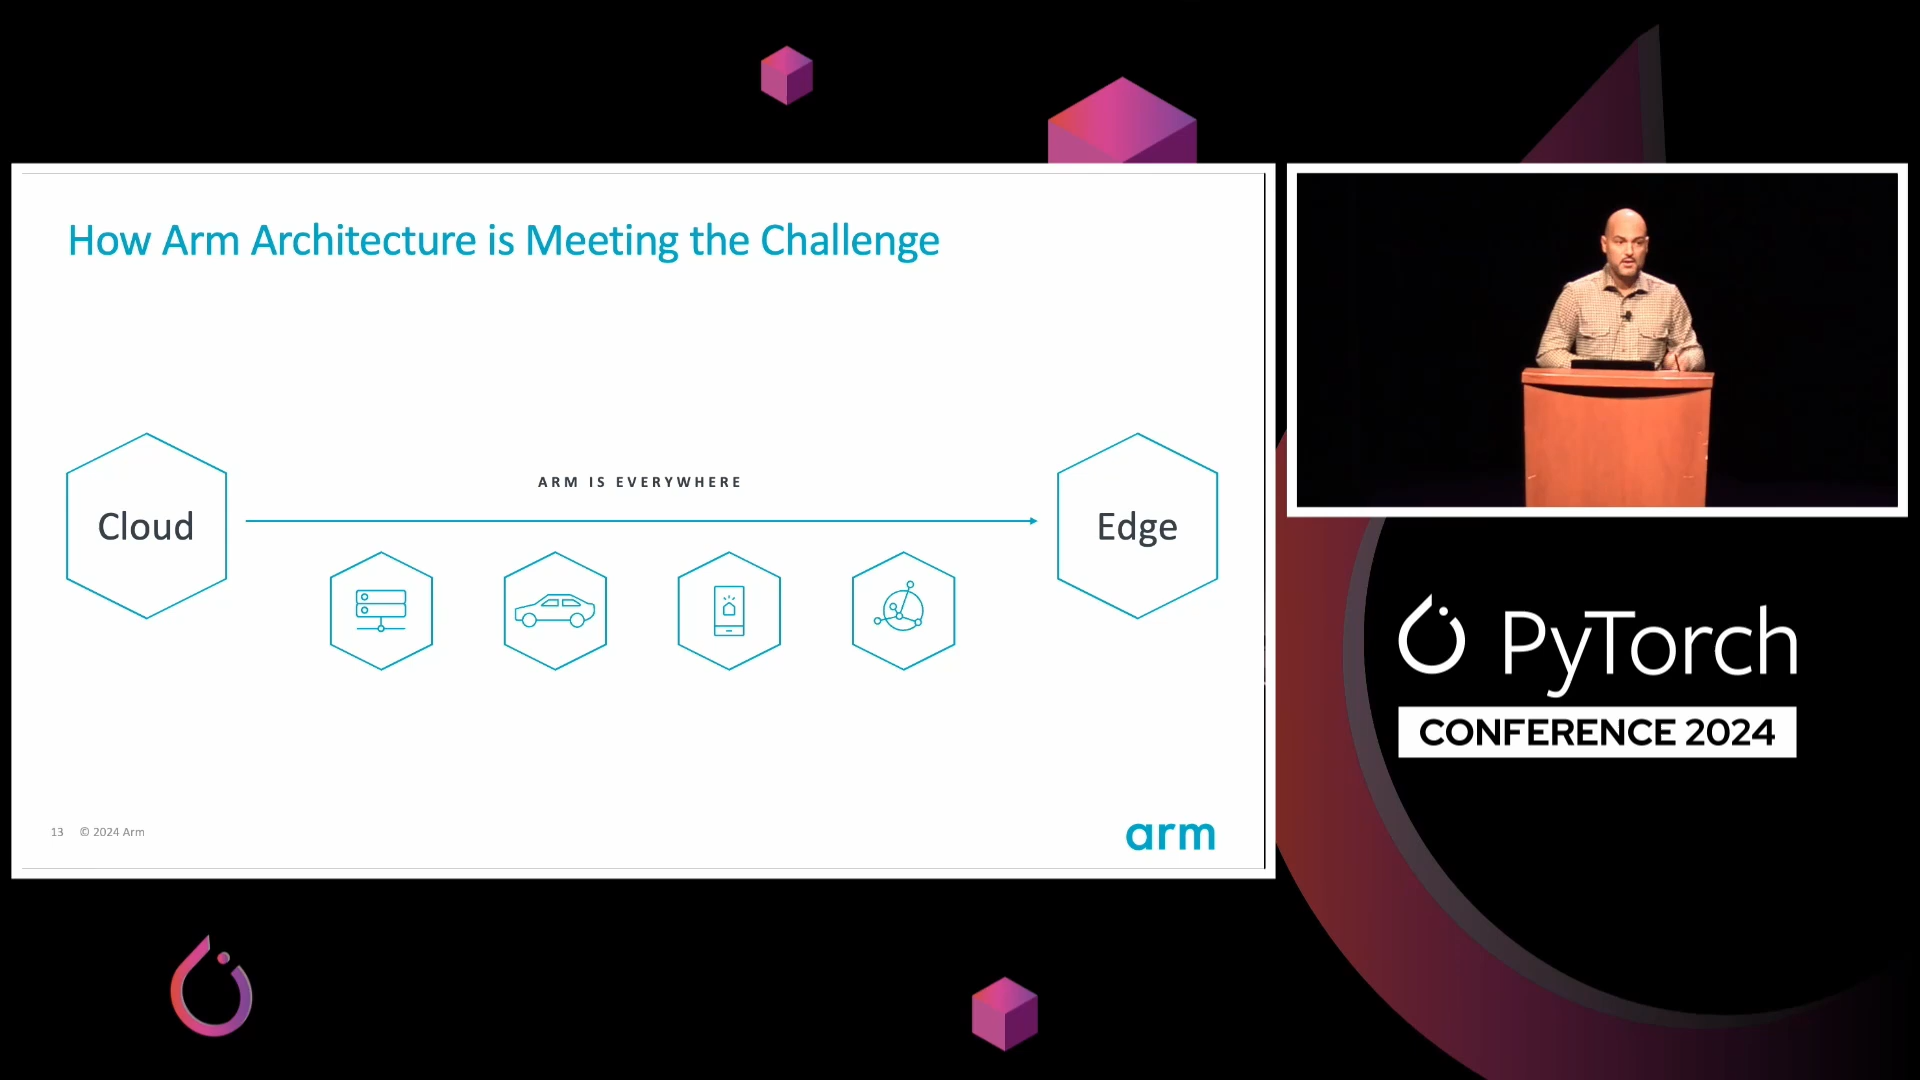 How Arm Architecture is Meeting the Challenge
ARM IS EVERYWHERE
Cloud
Edge
13 © 2024 Arm
arm
PyTorch
CONFERENCE 2024